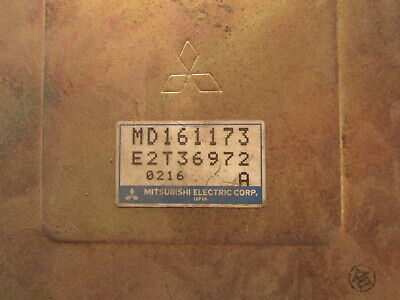 MD161173
E2T36972
0216 A
MITSUBISHI ELECTRIC CORP.
JAPAN